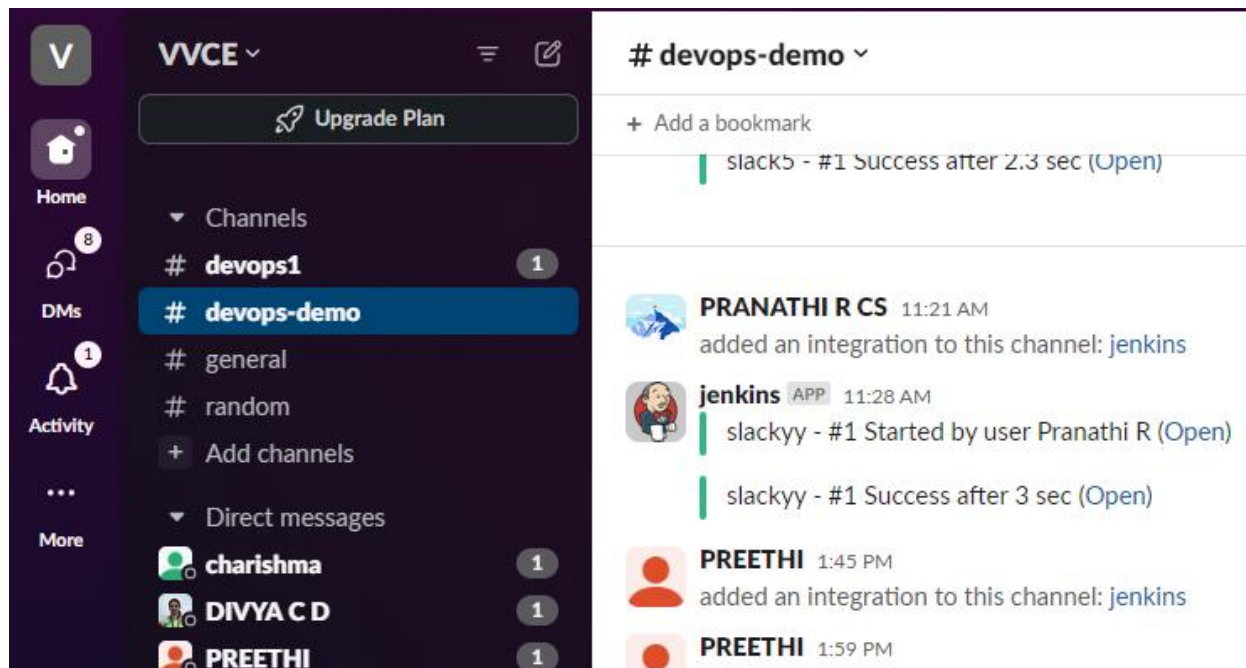 V
VVCE
Upgrade Plan
Home
8
DMs
1
Activity
More
Channels
# devops1 1
# devops-demo
# general
# random
+ Add channels
Direct messages
charishma 1
DIVYA C D 1
PREETHI 1
# devops-demo
+ Add a bookmark
slack5 - #1 Success after 2.3 sec (Open)
PRANATHI R CS 11:21 AM
added an integration to this channel: jenkins
jenkins APP 11:28 AM
slackyy - #1 Started by user Pranathi R (Open)
slackyy - #1 Success after 3 sec (Open)
PREETHI 1:45 PM
added an integration to this channel: jenkins
PREETHI 1:59 PM